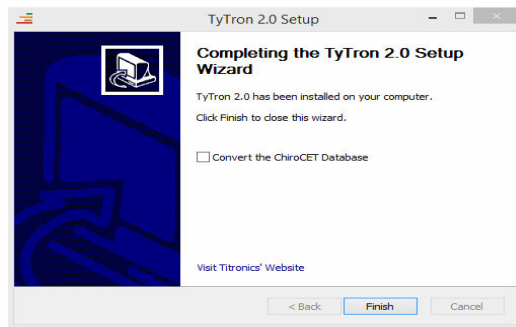 TyTron 2.0 Setup
Completing the TyTron 2.0 Setup
Wizard
TyTron 2.0 has been installed on your computer.
Click Finish to close this wizard.
Convert the ChiroCET Database
Visit Titronics' Website
< Back
Finish
Cancel